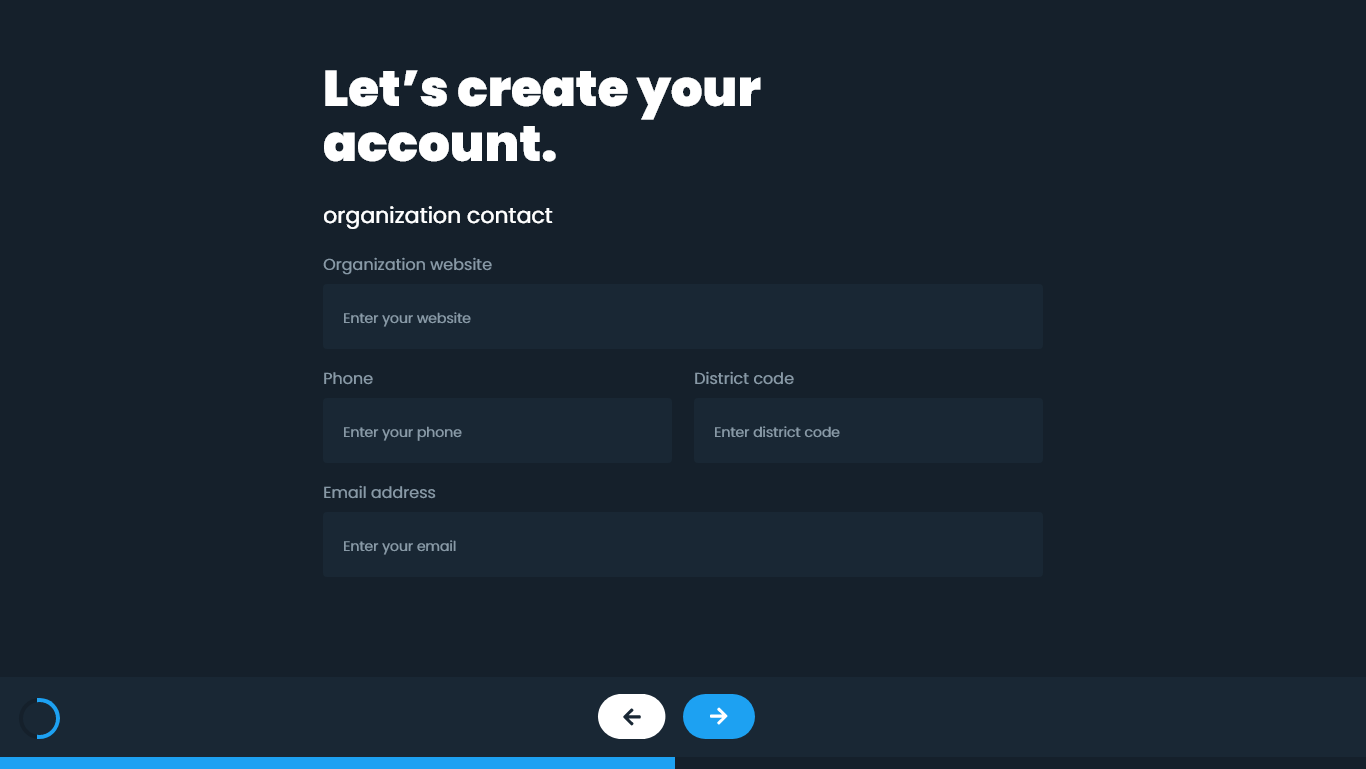 Let’s create your
account.
organization contact
Organization website
Enter your website
Phone
District code
Enter your phone
Enter district code
Email address
Enter your email